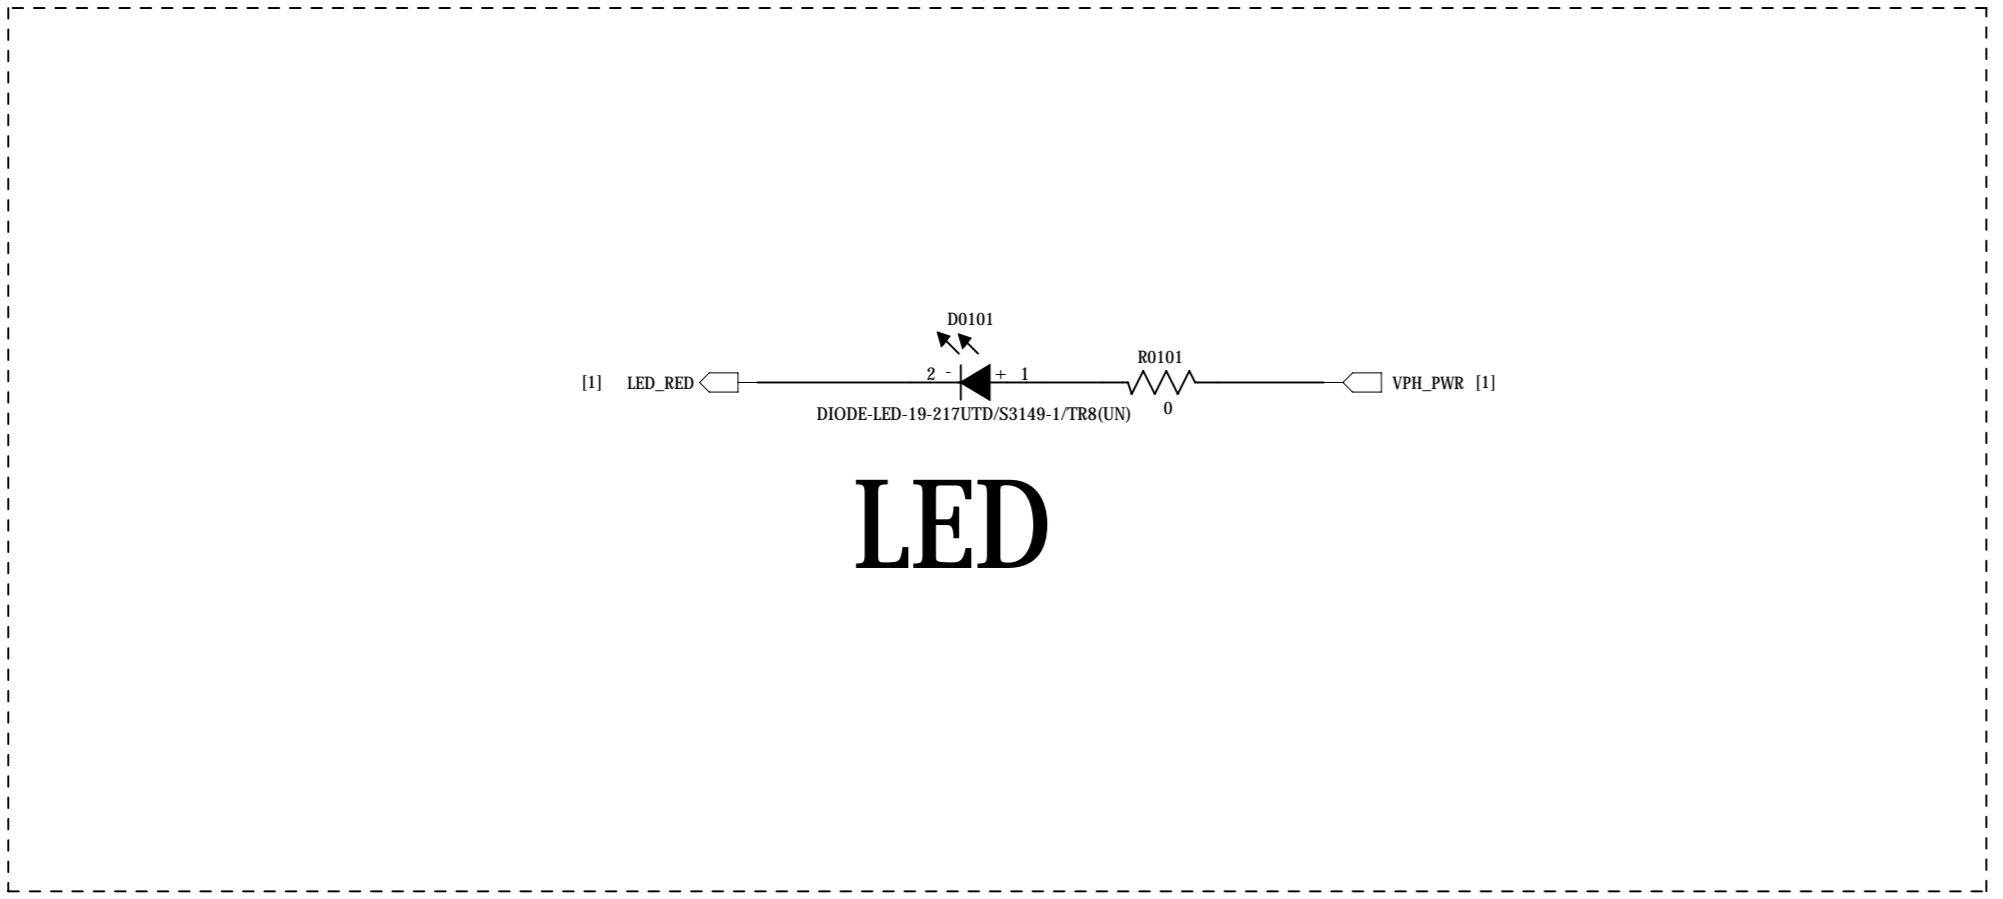 D0101
R0101
[1] LED_RED 2 - + 1 VPH_PWR [1]
0
DIODE-LED-19-217UTD/S3149-1/TR8(UN)
LED